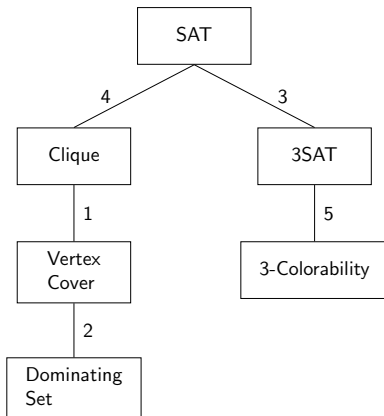 SAT
4
3
Clique
3SAT
1
5
Vertex
Cover
3-Colorability
2
Dominating
Set